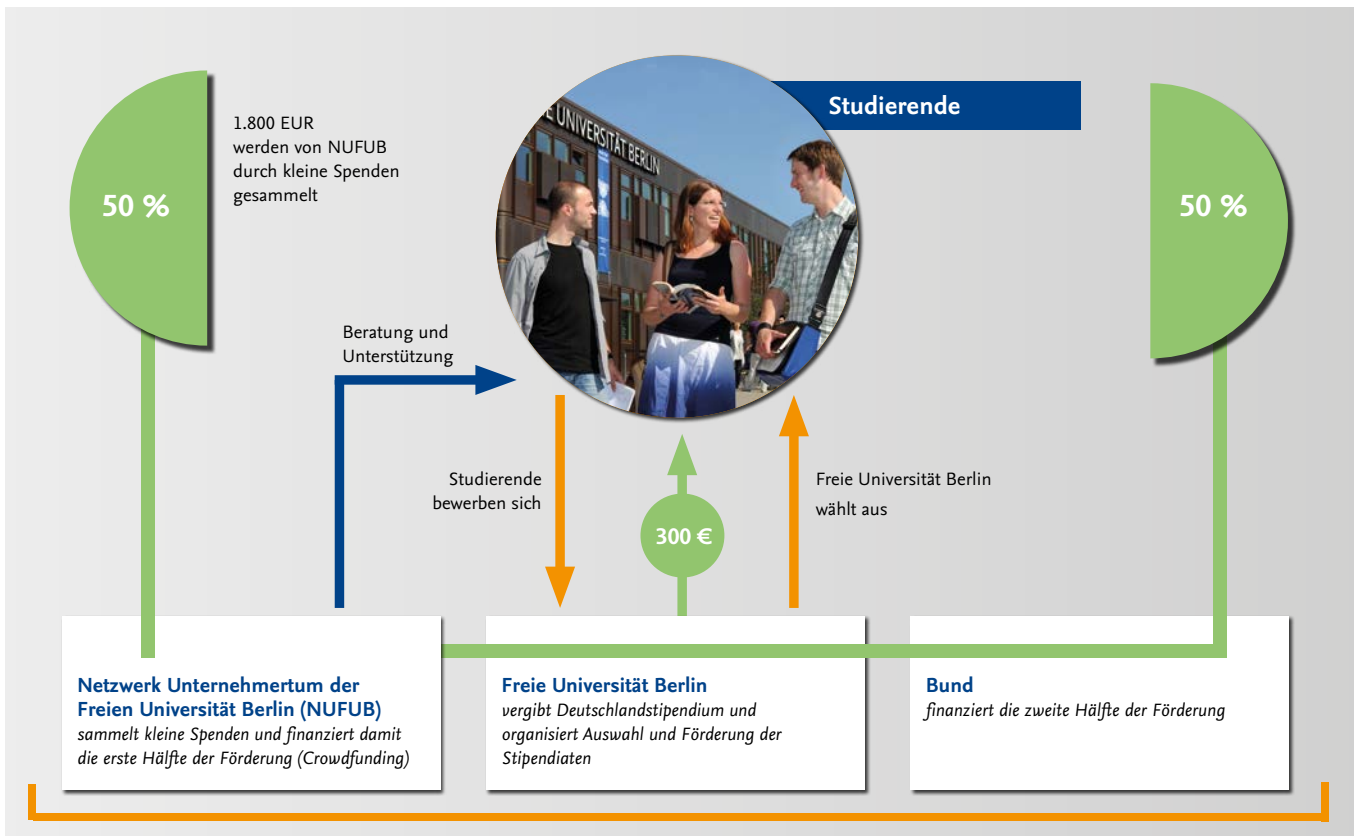 50 %
1.800 EUR
werden von NUFUB
durch kleine Spenden
gesammelt
E UNIVERSITÄT BERLIN
Studierende
50 %
Beratung und
Unterstützung
Studierende
bewerben sich
300 €
Freie Universität Berlin
wählt aus
Netzwerk Unternehmertum der
Freien Universität Berlin (NUFUB)
sammelt kleine Spenden und finanziert damit
die erste Hälfte der Förderung (Crowdfunding)
Freie Universität Berlin
vergibt Deutschlandstipendium und
organisiert Auswahl und Förderung der
Stipendiaten
Bund
finanziert die zweite Hälfte der Förderung